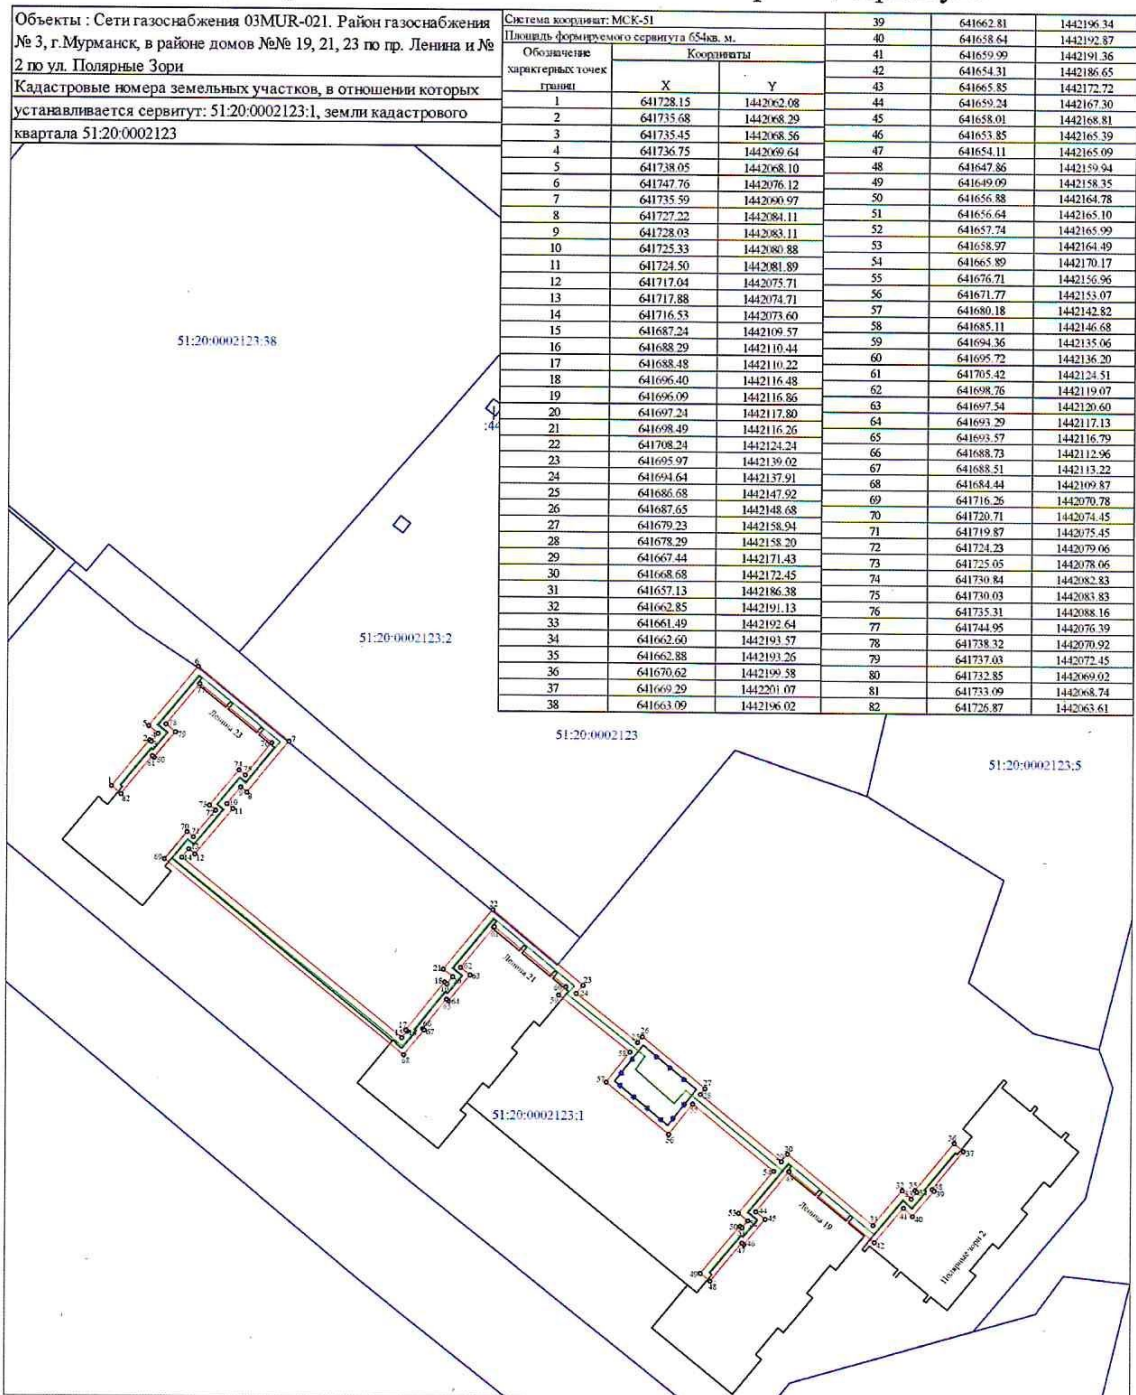 Объекты : Сети газоснабжения 03MUR-021. Район газоснабжения
№ 3, г.Мурманск, в районе домов №№ 19, 21, 23 по пр. Ленина и №
2 по ул. Полярные Зори
Кадастровые номера земельных участков, в отношении которых
устанавливается сервитут: 51:20:0002123:1, земли кадастрового
квартала 51:20:0002123
Система координат: МСК-51
Площадь формируемого сервитута 654кв. м.
Обозначение характерных точек границ
Координаты
X Y
1 641728.15 1442062.08
2 641735.68 1442068.29
3 641735.45 1442068.56
4 641736.75 1442069.64
5 641738.05 1442068.10
6 641747.76 1442076.12
7 641735.59 1442090.97
8 641727.22 1442084.11
9 641728.03 1442083.11
10 641725.33 1442080.88
11 641724.50 1442081.89
12 641717.04 1442075.71
13 641717.88 1442074.71
14 641716.53 1442073.60
15 641687.24 1442109.57
16 641688.29 1442110.44
17 641688.48 1442110.22
18 641696.40 1442116.48
19 641696.09 1442116.86
20 641697.24 1442117.80
21 641698.49 1442116.26
22 641708.24 1442124.24
23 641695.97 1442139.02
24 641694.64 1442137.91
25 641686.68 1442147.92
26 641687.65 1442148.68
27 641679.23 1442158.94
28 641678.29 1442158.20
29 641667.44 1442171.43
30 641668.68 1442172.45
31 641657.13 1442186.38
32 641662.85 1442191.13
33 641661.49 1442192.64
34 641662.60 1442193.57
35 641662.88 1442193.26
36 641670.62 1442199.58
37 641669.29 1442201.07
38 641663.09 1442196.02
39 641662.81 1442196.34
40 641658.64 1442192.87
41 641659.99 1442191.36
42 641654.31 1442186.65
43 641665.85 1442172.72
44 641659.24 1442167.30
45 641658.01 1442168.81
46 641653.85 1442165.39
47 641654.11 1442165.09
48 641647.86 1442159.94
49 641649.09 1442158.35
50 641656.88 1442164.78
51 641656.64 1442165.10
52 641657.74 1442165.99
53 641658.97 1442164.49
54 641665.89 1442170.17
55 641676.71 1442156.96
56 641671.77 1442153.07
57 641680.18 1442142.82
58 641685.11 1442146.68
59 641694.36 1442135.06
60 641695.72 1442136.20
61 641705.42 1442124.51
62 641698.76 1442119.07
63 641697.54 1442120.60
64 641693.29 1442117.13
65 641693.57 1442116.79
66 641688.73 1442112.96
67 641688.51 1442113.22
68 641684.44 1442109.87
69 641716.26 1442070.78
70 641720.71 1442074.45
71 641719.87 1442075.45
72 641724.23 1442079.06
73 641725.05 1442078.06
74 641730.84 1442082.83
75 641730.03 1442083.83
76 641735.31 1442088.16
77 641744.95 1442076.39
78 641738.32 1442070.92
79 641737.03 1442072.45
80 641732.85 1442069.02
81 641733.09 1442068.74
82 641726.87 1442063.61
51:20:0002123:38
:44
51:20:0002123:2
51:20:0002123
51:20:0002123:5
Ленина 23
Ленина 21
51:20:0002123:1
Ленина 19
Полярные зори 2